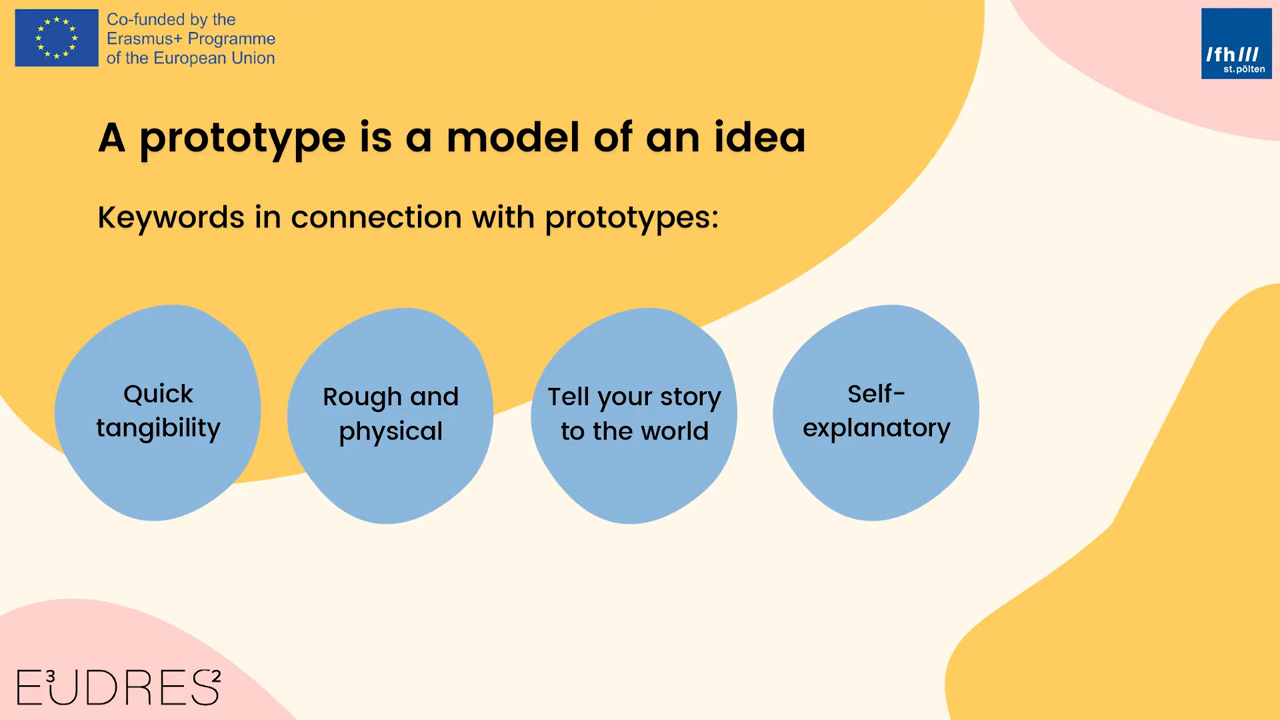 Co-funded by the
Erasmus+ Programme
of the European Union
/fh///
st.pölten
A prototype is a model of an idea
Keywords in connection with prototypes:
Quick
tangibility
Rough and
physical
Tell your story
to the world
Self-
explanatory
E³UDRES²